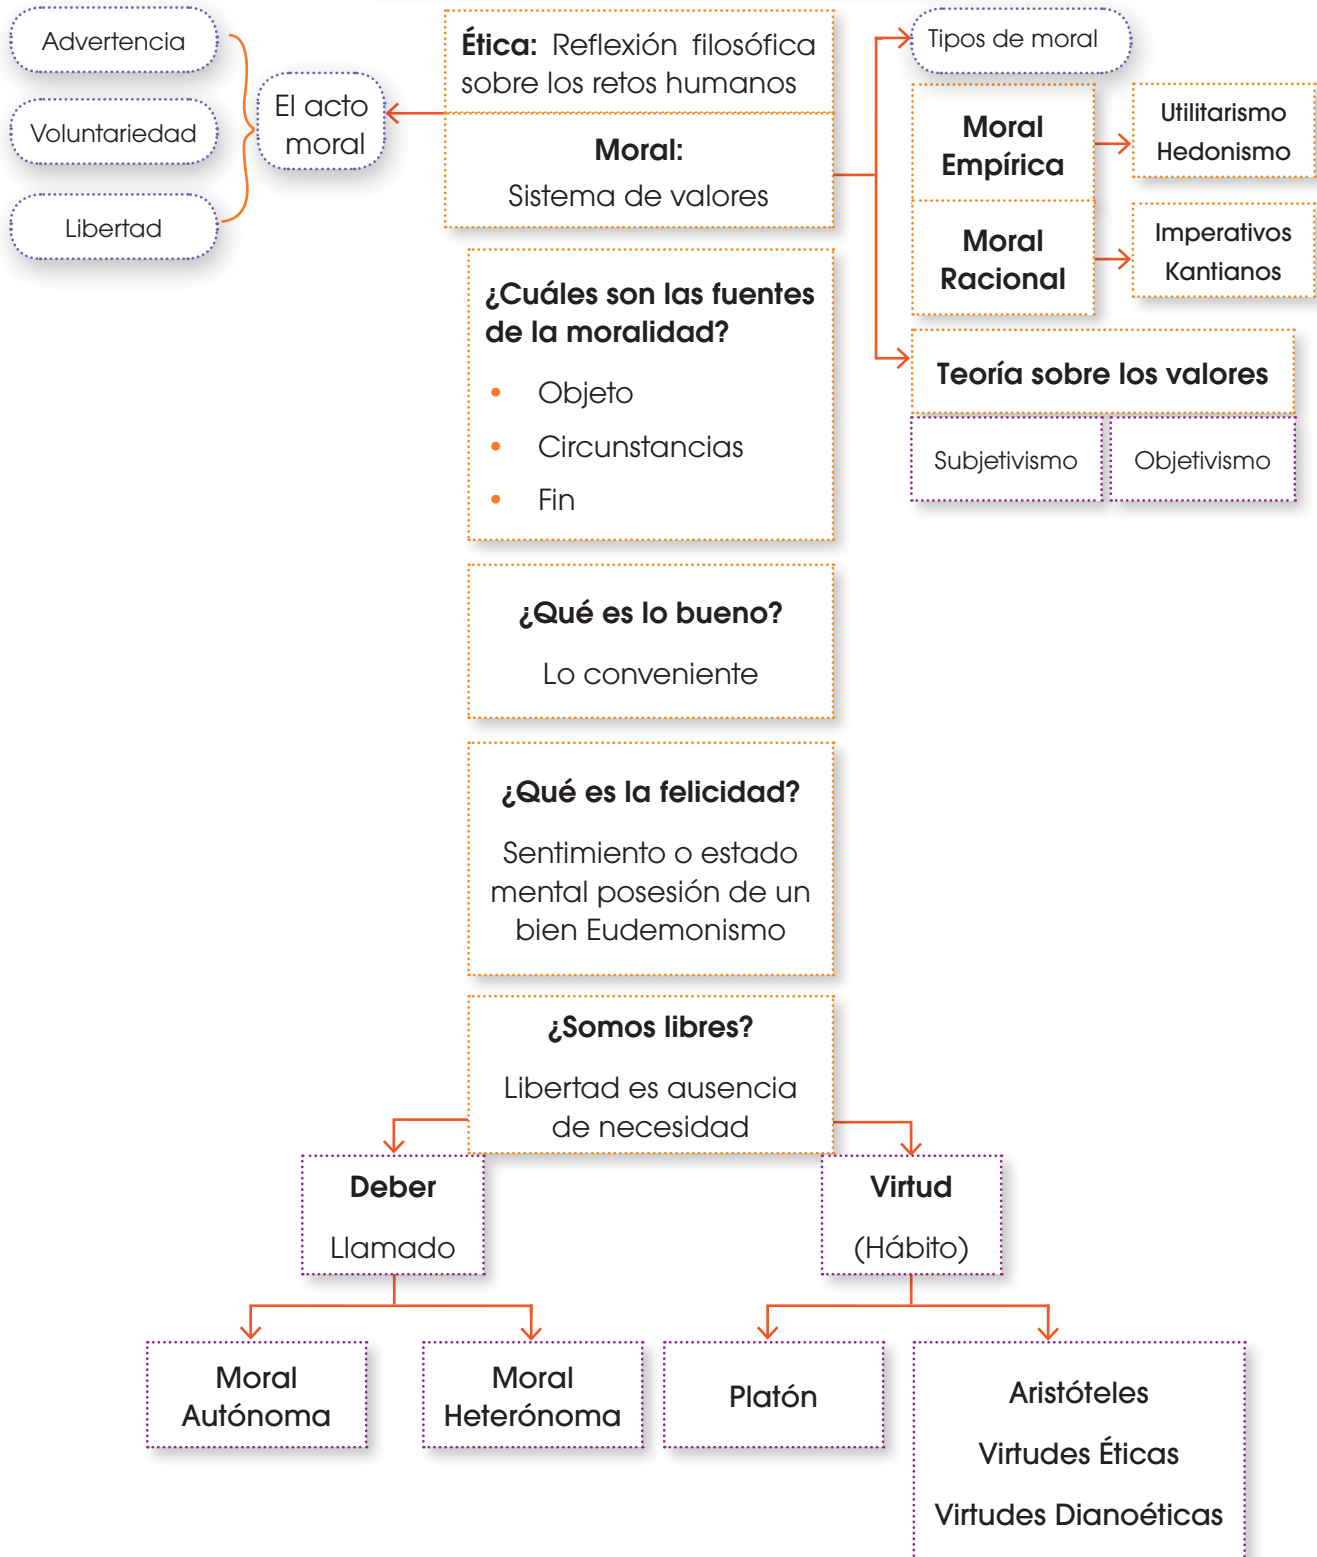 Advertencia
Voluntariedad
Libertad
El acto
moral
Ética: Reflexión filosófica
sobre los retos humanos
Moral:
Sistema de valores
Tipos de moral
Moral
Empírica
Utilitarismo
Hedonismo
Moral
Racional
Imperativos
Kantianos
Teoría sobre los valores
Subjetivismo
Objetivismo
¿Cuáles son las fuentes
de la moralidad?
• Objeto
• Circunstancias
• Fin
¿Qué es lo bueno?
Lo conveniente
¿Qué es la felicidad?
Sentimiento o estado
mental posesión de un
bien Eudemonismo
¿Somos libres?
Libertad es ausencia
de necesidad
Deber
Llamado
Virtud
(Hábito)
Moral
Autónoma
Moral
Heterónoma
Platón
Aristóteles
Virtudes Éticas
Virtudes Dianoéticas